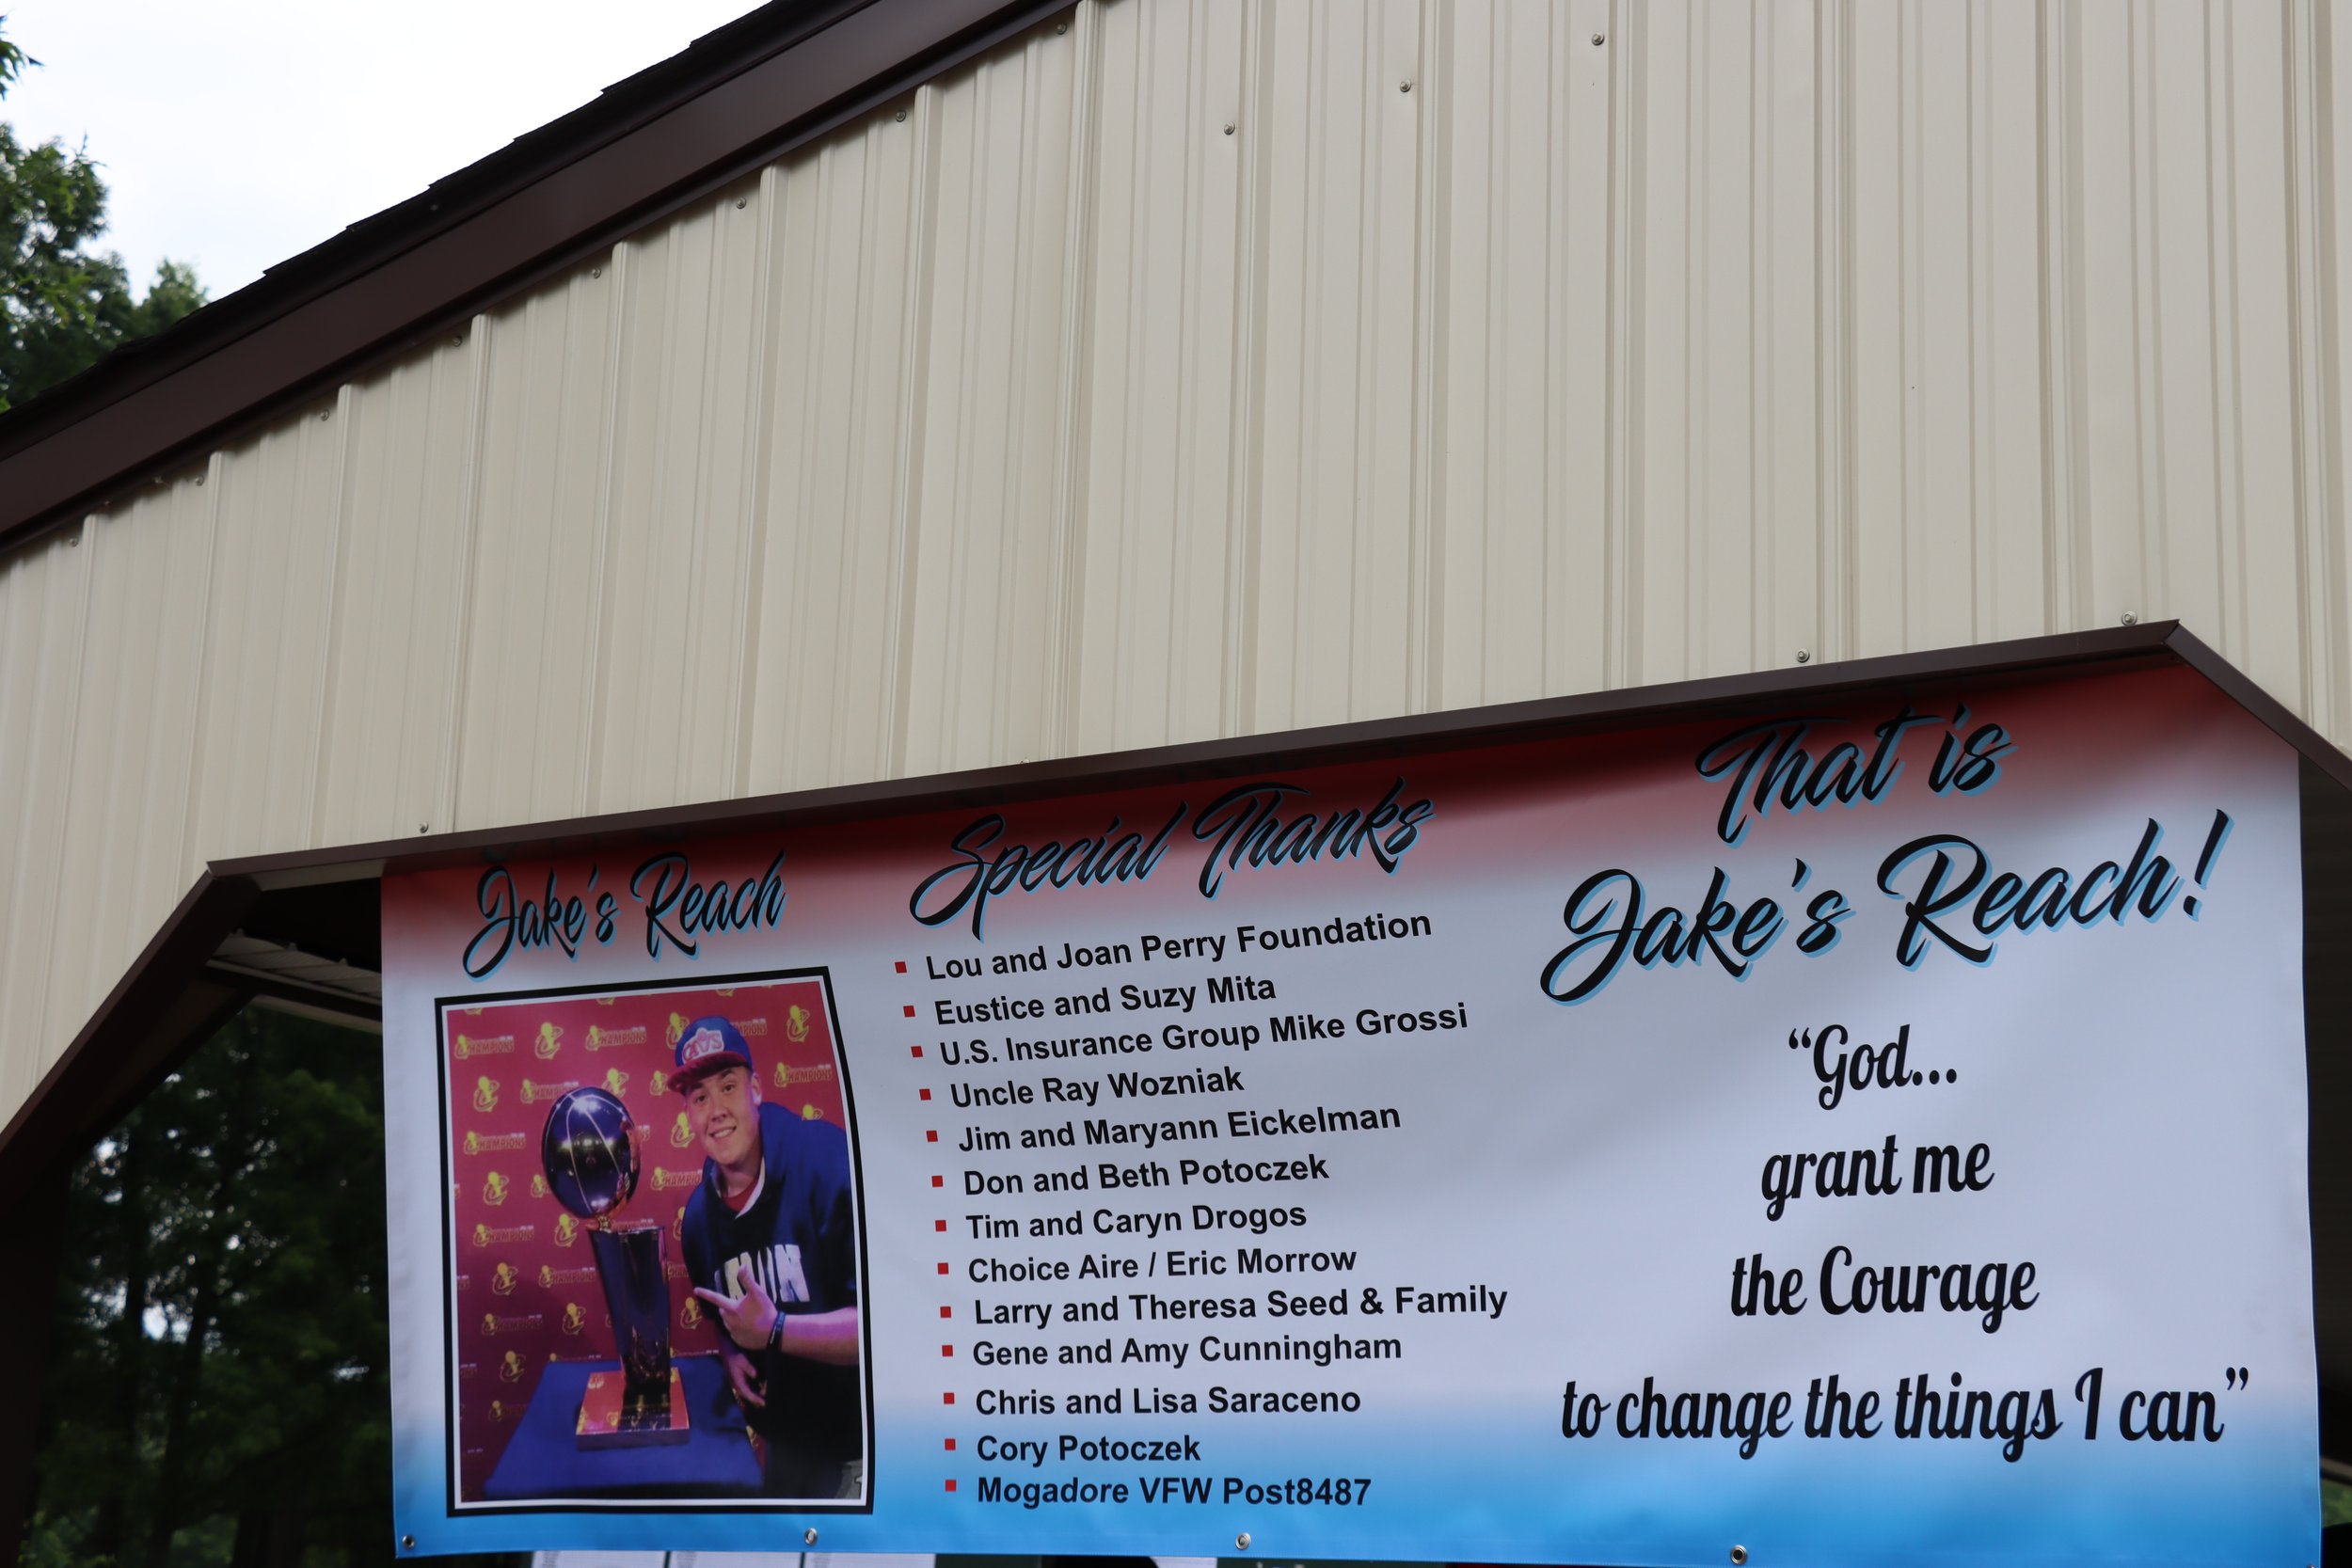 Jake's Reach
CAVS
Special Thanks
Lou and Joan Perry Foundation
Eustice and Suzy Mita
U.S. Insurance Group Mike Grossi
Uncle Ray Wozniak
Jim and Maryann Eickelman
Don and Beth Potoczek
Tim and Caryn Drogos
Choice Aire / Eric Morrow
Larry and Theresa Seed & Family
Gene and Amy Cunningham
Chris and Lisa Saraceno
Cory Potoczek
Mogadore VFW Post8487
That is
Jake's Reach!
“God...
grant me
the Courage
to change the things I can”